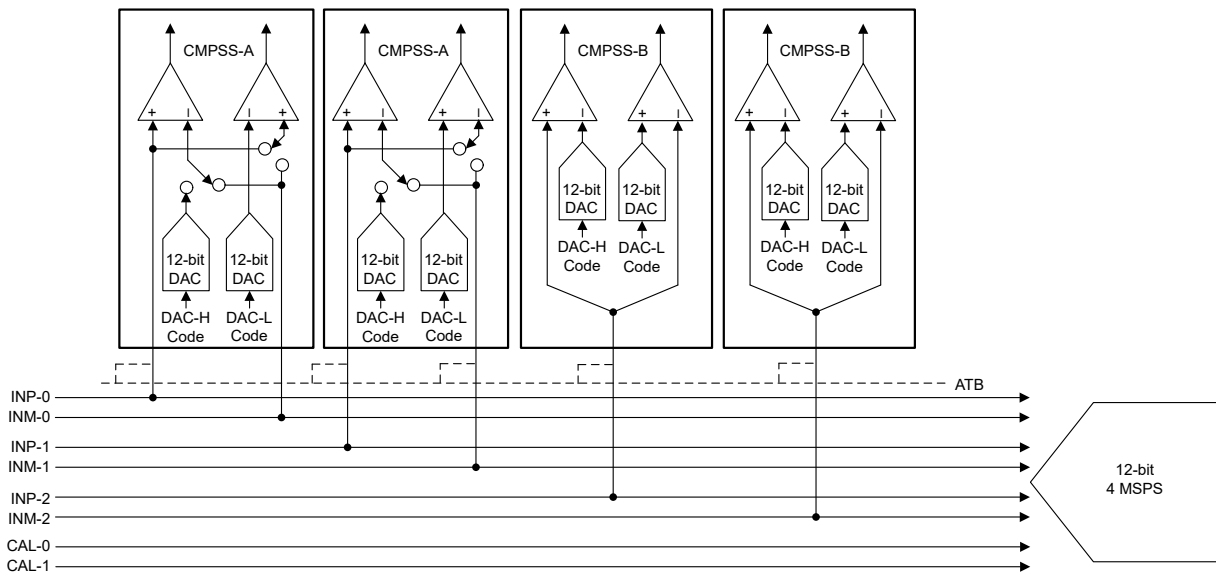 CMPSS-A
CMPSS-A
CMPSS-B
CMPSS-B
+ – – +
+ – + –
+ – + –
+ – + –
12-bit
DAC
12-bit
DAC
DAC-H
Code
DAC-L
Code
12-bit
DAC
12-bit
DAC
DAC-H
Code
DAC-L
Code
12-bit
DAC
12-bit
DAC
DAC-H
Code
DAC-L
Code
12-bit
DAC
12-bit
DAC
DAC-H
Code
DAC-L
Code
ATB
INP-0
INM-0
INP-1
INM-1
INP-2
INM-2
CAL-0
CAL-1
12-bit
4 MSPS